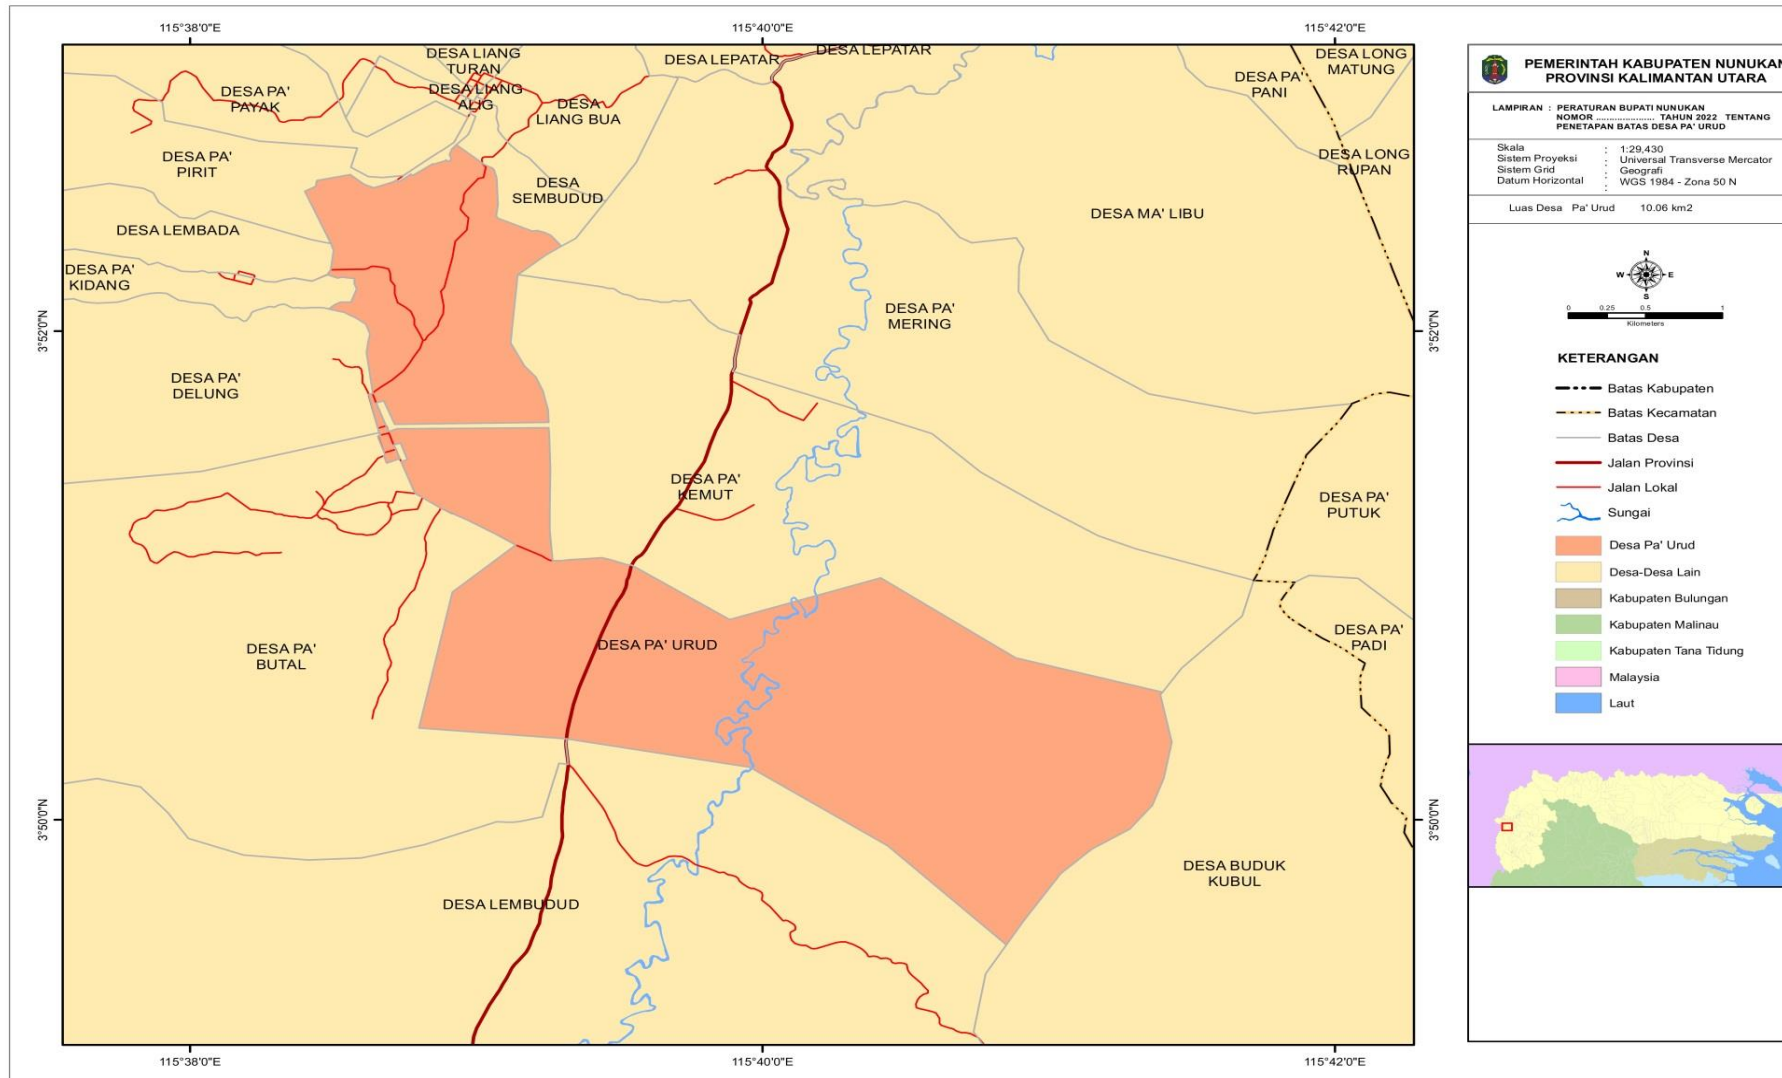 115°38'0"E
115°40'0"E
115°42'0"E
DESA LIANG
TURAN
DESA LEPATAR
DESA LEPATAR
DESA LONG
MATUNG
DESA PA'
PAYAK
DESA LIANG
ALIG
DESA
LIANG BUA
DESA PA'
PANI
DESA PA'
PIRIT
DESA
SEMBUDUD
DESA LONG
RUPAN
DESA LEMBADA
DESA MA' LIBU
DESA PA'
KIDANG
DESA PA'
MERING
3°52'0"N
3°52'0"N
DESA PA'
DELUNG
DESA PA'
KEMUT
DESA PA'
PUTUK
DESA PA'
BUTAL
DESA PA' URUD
DESA PA'
PADI
3°50'0"N
3°50'0"N
DESA BUDUK
KUBUL
DESA LEMBUDUD
115°38'0"E
115°40'0"E
115°42'0"E
PEMERINTAH KABUPATEN NUNUKAN
PROVINSI KALIMANTAN UTARA
LAMPIRAN : PERATURAN BUPATI NUNUKAN
NOMOR ...................... TAHUN 2022 TENTANG
PENETAPAN BATAS DESA PA' URUD
Skala : 1:29,430
Sistem Proyeksi : Universal Transverse Mercator
Sistem Grid : Geografi
Datum Horizontal : WGS 1984 - Zona 50 N
Luas Desa Pa' Urud 10.06 km2
N
W E
S
0 0.25 0.5 1
Kilometers
KETERANGAN
Batas Kabupaten
Batas Kecamatan
Batas Desa
Jalan Provinsi
Jalan Lokal
Sungai
Desa Pa' Urud
Desa-Desa Lain
Kabupaten Bulungan
Kabupaten Malinau
Kabupaten Tana Tidung
Malaysia
Laut